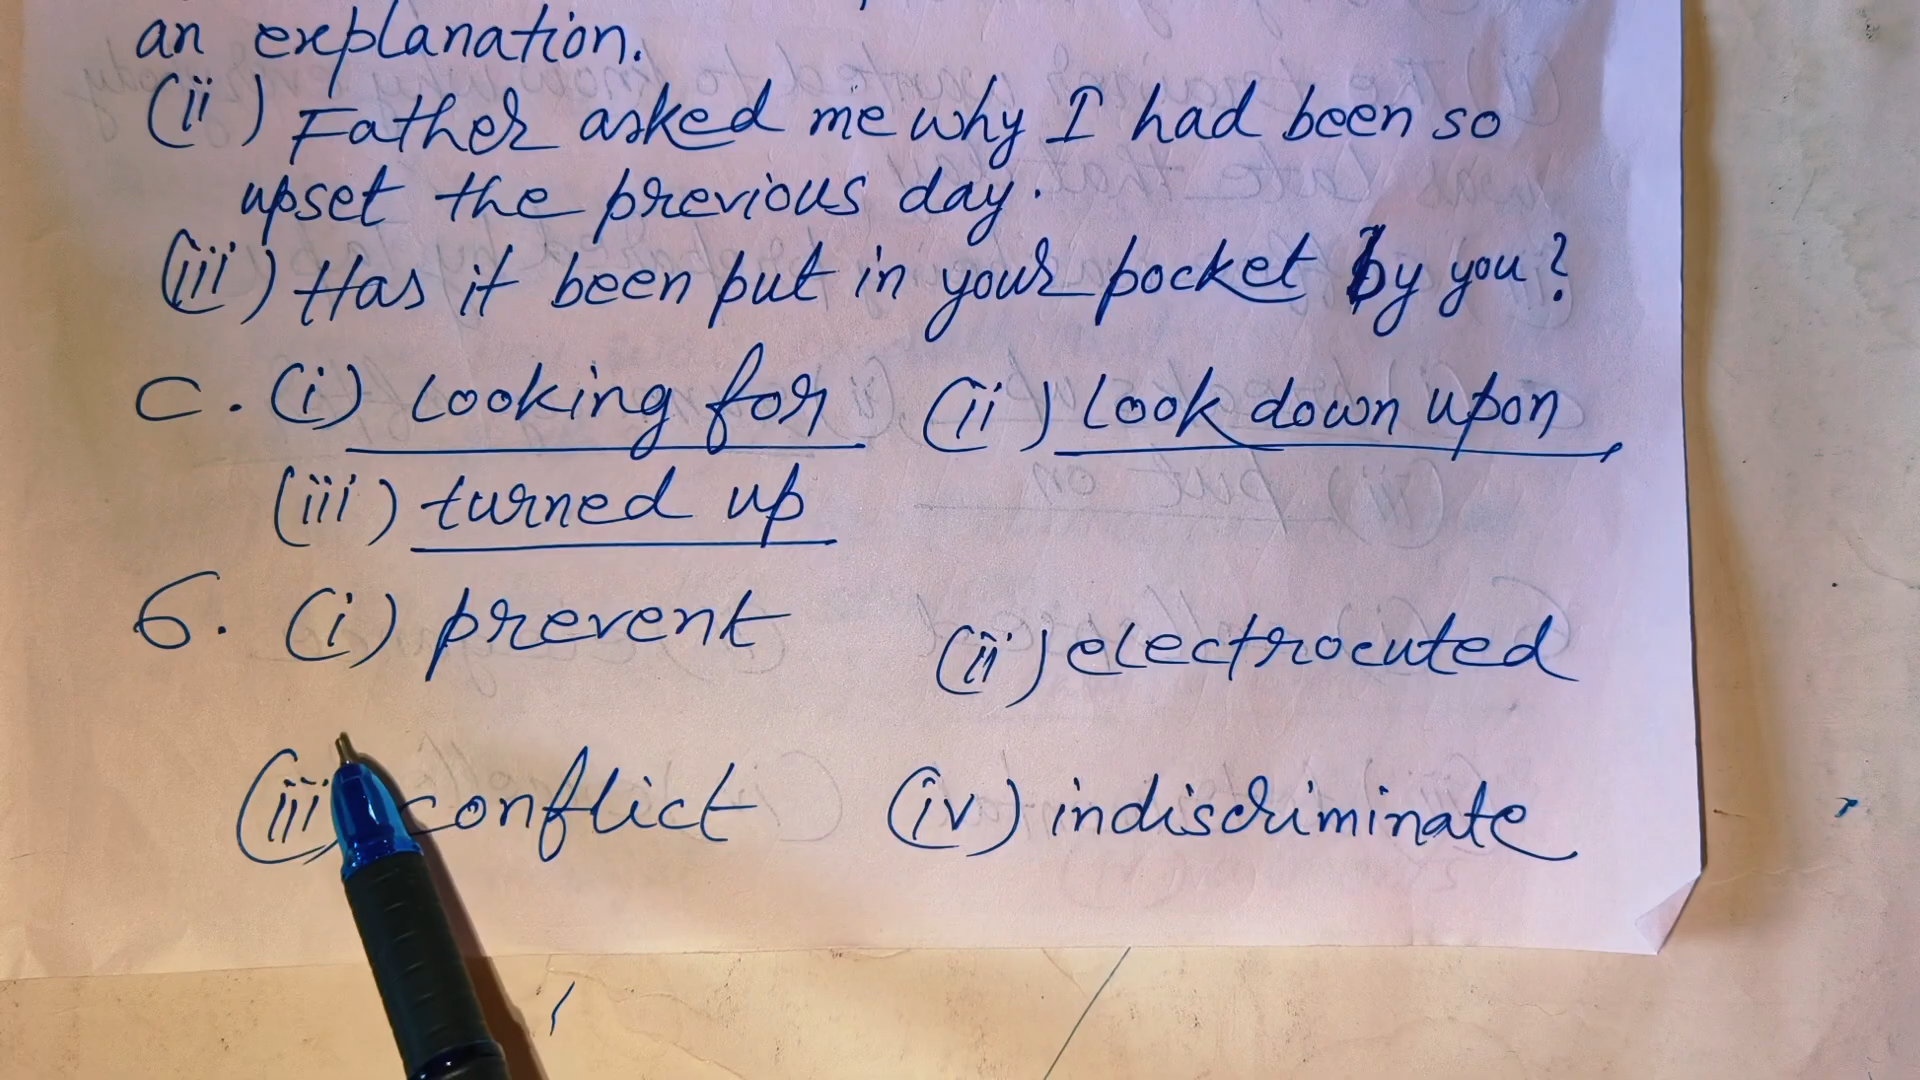 an explanation.
(ii) Father asked me why I had been so
upset the previous day.
(iii) Has it been put in your pocket by you?
C. (i) looking for (ii) look down upon
(iii) turned up
6. (i) prevent (ii) electrocuted
(iii) conflict (iv) indiscriminate